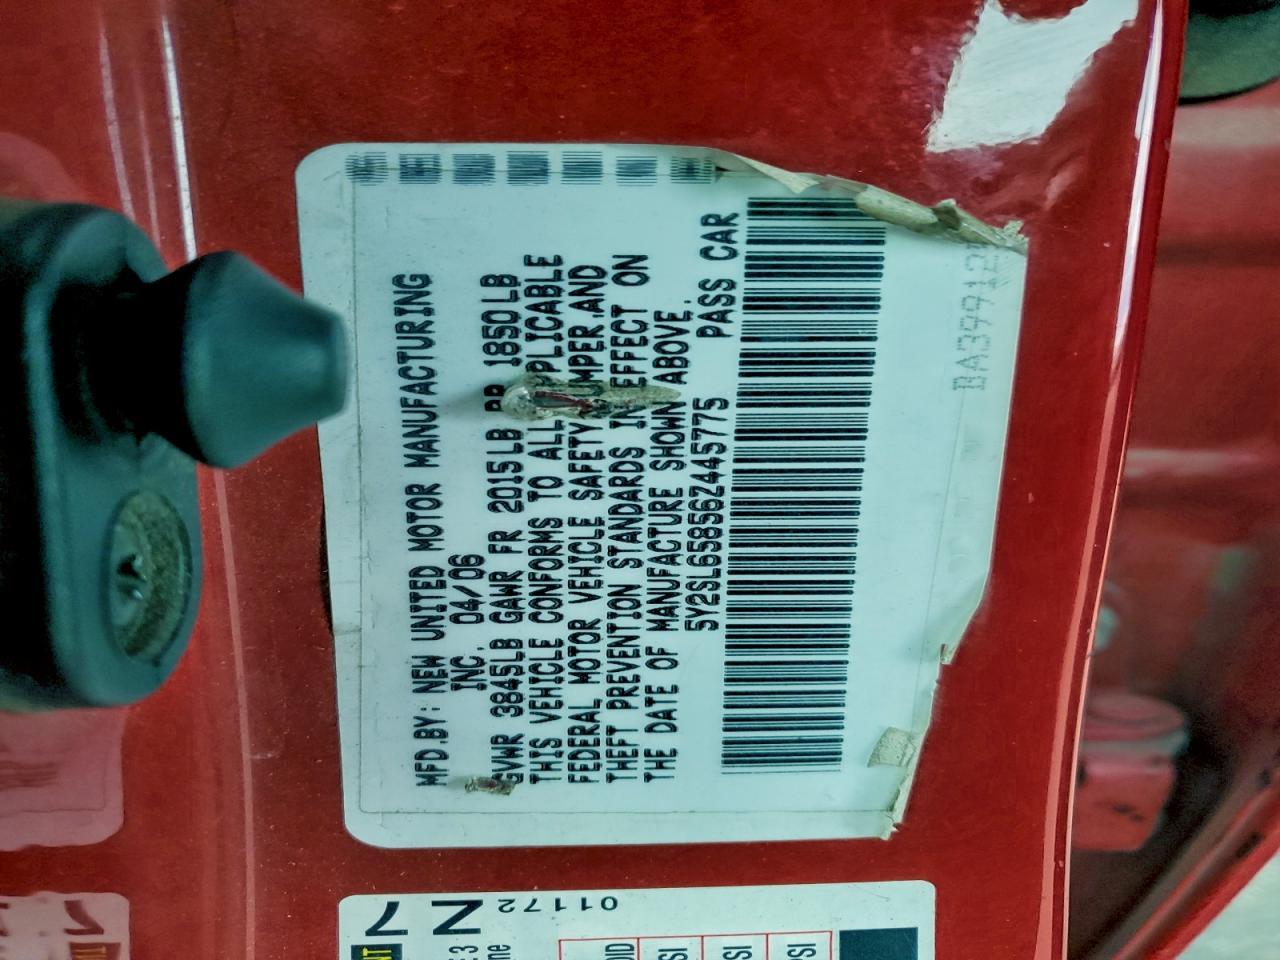 MFD.BY: NEW UNITED MOTOR MANUFACTURING
INC. 04/06
GVWR 3845LB GAWR FR 2015LB RR 1850LB
THIS VEHICLE CONFORMS TO ALL APPLICABLE
FEDERAL MOTOR VEHICLE SAFETY, BUMPER, AND
THEFT PREVENTION STANDARDS IN EFFECT ON
THE DATE OF MANUFACTURE SHOWN ABOVE.
5Y2SL65856Z445775 PASS CAR
01172